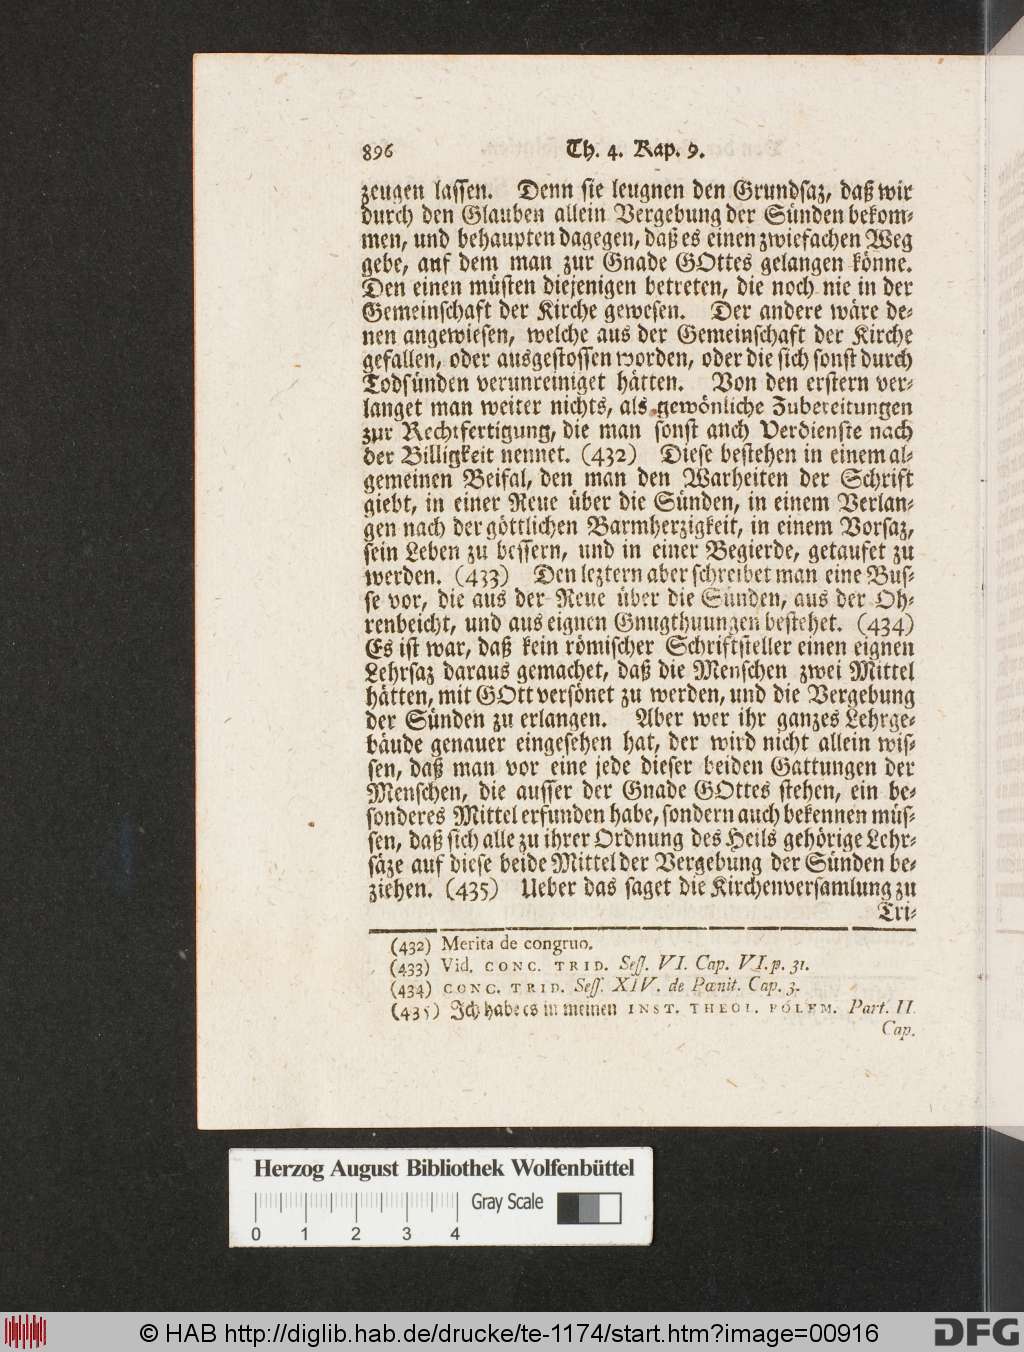 896 Th. 4. Kap. 9.
zeugen lassen. Denn sie leugnen den Grundsaz, daß wir
durch den Glauben allein Vergebung der Sünden bekom-
men, und behaupten dagegen, daß es einen zwiefachen Weg
gebe, auf dem man zur Gnade GOttes gelangen könne.
Den einen müsten diejenigen betreten, die noch nie in der
Gemeinschaft der Kirche gewesen. Der andere wäre de-
nen angewiesen, welche aus der Gemeinschaft der Kirche
gefallen, oder ausgestossen worden, oder die sich sonst durch
Todsünden verunreiniget hätten. Von den erstern ver-
langet man weiter nichts, als gewönliche Zubereitungen
zur Rechtfertigung, die man sonst auch Verdienste nach
der Billigkeit nennet. (432) Diese bestehen in einem al-
gemeinen Beifal, den man den Warheiten der Schrift
giebt, in einer Reue über die Sünden, in einem Verlan-
gen nach der göttlichen Barmherzigkeit, in einem Vorsaz,
sein Leben zu bessern, und in einer Begierde, getaufet zu
werden. (433) Den leztern aber schreibet man eine Bus-
se vor, die aus der Reue über die Sünden, aus der Oh-
renbeicht, und aus eignen Gnugthuungen bestehet. (434)
Es ist war, daß kein römischer Schriftsteller einen eignen
Lehrsaz daraus gemachet, daß die Menschen zwei Mittel
hätten, mit GOtt versönet zu werden, und die Vergebung
der Sünden zu erlangen. Aber wer ihr ganzes Lehrge-
bäude genauer eingesehen hat, der wird nicht allein wis-
sen, daß man vor eine jede dieser beiden Gattungen der
Menschen, die ausser der Gnade GOttes stehen, ein be-
sonderes Mittel erfunden habe, sondern auch bekennen müs-
sen, daß sich alle zu ihrer Ordnung des Heils gehörige Lehr-
säze auf diese beide Mittel der Vergebung der Sünden be-
ziehen. (435) Ueber das saget die Kirchenversamlung zu
Tri-
(432) Merita de congruo.
(433) Vid. CONC. TRID. Sess. VI. Cap. VI. p. 31.
(434) CONC. TRID. Sess. XIV. de Pœnit. Cap. 3.
(435) Ich habe es in meinen INST. THEOL. POLEM. Part. II.
Cap.
Herzog August Bibliothek Wolfenbüttel
Gray Scale
0 1 2 3 4
© HAB http://diglib.hab.de/drucke/te-1174/start.htm?image=00916
DFG